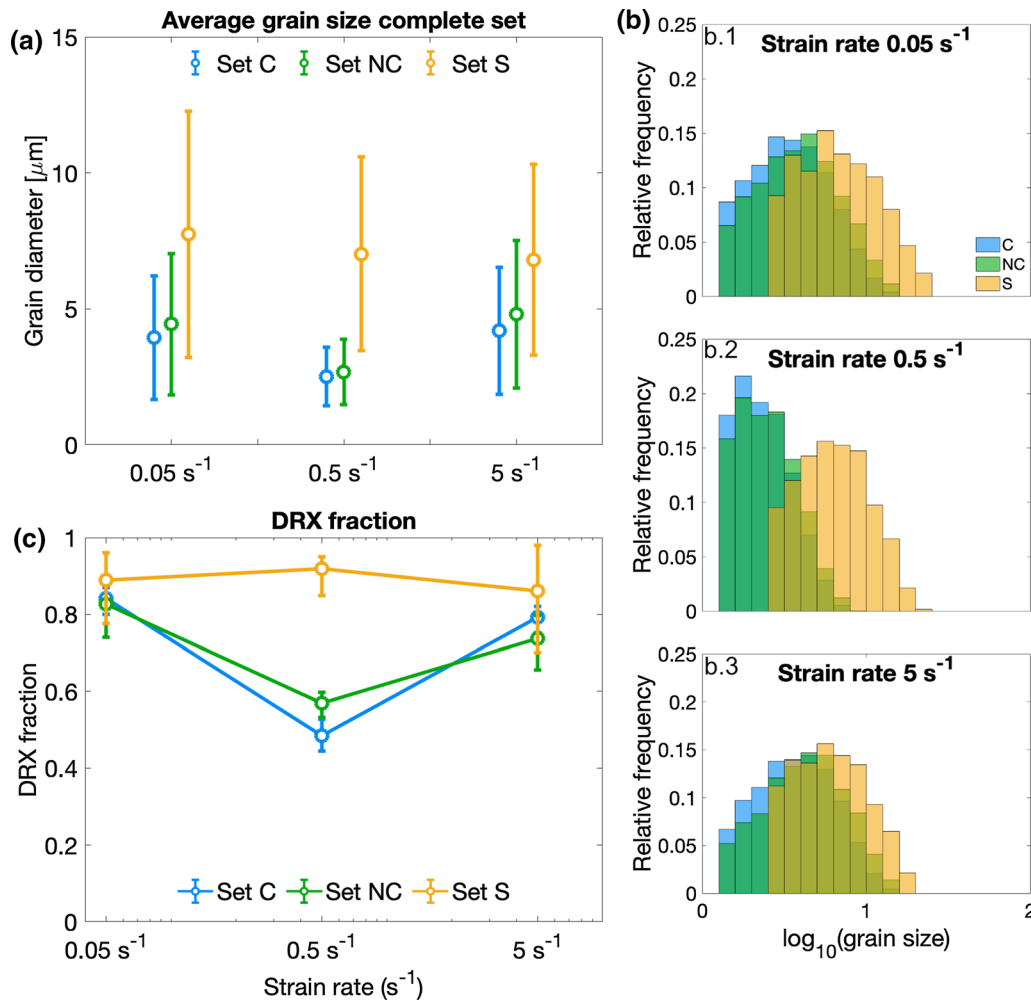 (a)
Average grain size complete set
Set C Set NC Set S
Grain diameter [μm]
15
10
5
0
0.05 s⁻¹ 0.5 s⁻¹ 5 s⁻¹
(b)
b.1
Strain rate 0.05 s⁻¹
Relative frequency
0.25
0.2
0.15
0.1
0.05
0
C
NC
S
b.2
Strain rate 0.5 s⁻¹
Relative frequency
0.25
0.2
0.15
0.1
0.05
0
b.3
Strain rate 5 s⁻¹
Relative frequency
0.25
0.2
0.15
0.1
0.05
0
0 1 2
log₁₀(grain size)
(c)
DRX fraction
DRX fraction
1
0.8
0.6
0.4
0.2
0
Set C Set NC Set S
0.05 s⁻¹ 0.5 s⁻¹ 5 s⁻¹
Strain rate (s⁻¹)